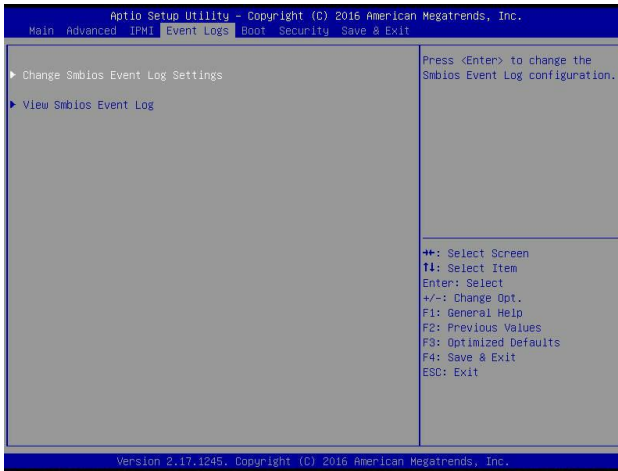 Aptio Setup Utility – Copyright (C) 2016 American Megatrends, Inc.
Main Advanced IPMI Event Logs Boot Security Save & Exit
▶ Change Smbios Event Log Settings
▶ View Smbios Event Log
Press <Enter> to change the
Smbios Event Log configuration.
→←: Select Screen
↑↓: Select Item
Enter: Select
+/-: Change Opt.
F1: General Help
F2: Previous Values
F3: Optimized Defaults
F4: Save & Exit
ESC: Exit
Version 2.17.1245. Copyright (C) 2016 American Megatrends, Inc.